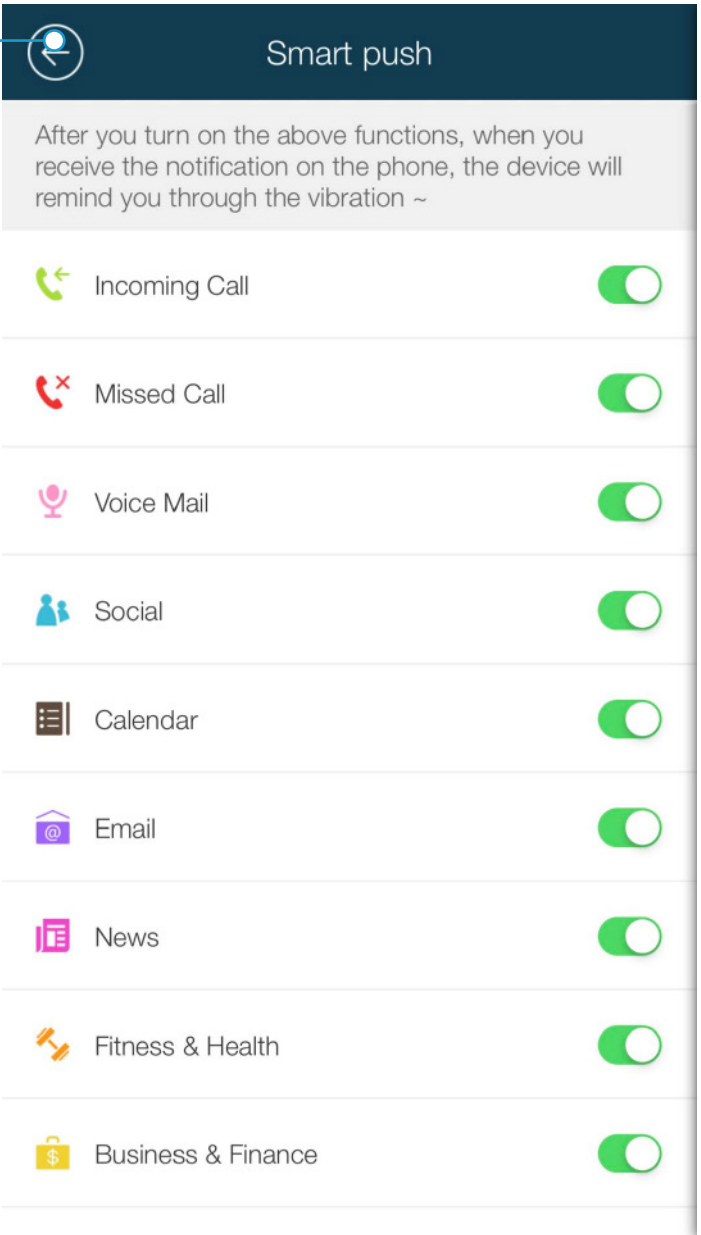 Smart push
After you turn on the above functions, when you
receive the notification on the phone, the device will
remind you through the vibration ~
Incoming Call
Missed Call
Voice Mail
Social
Calendar
@ Email
News
Fitness & Health
$ Business & Finance